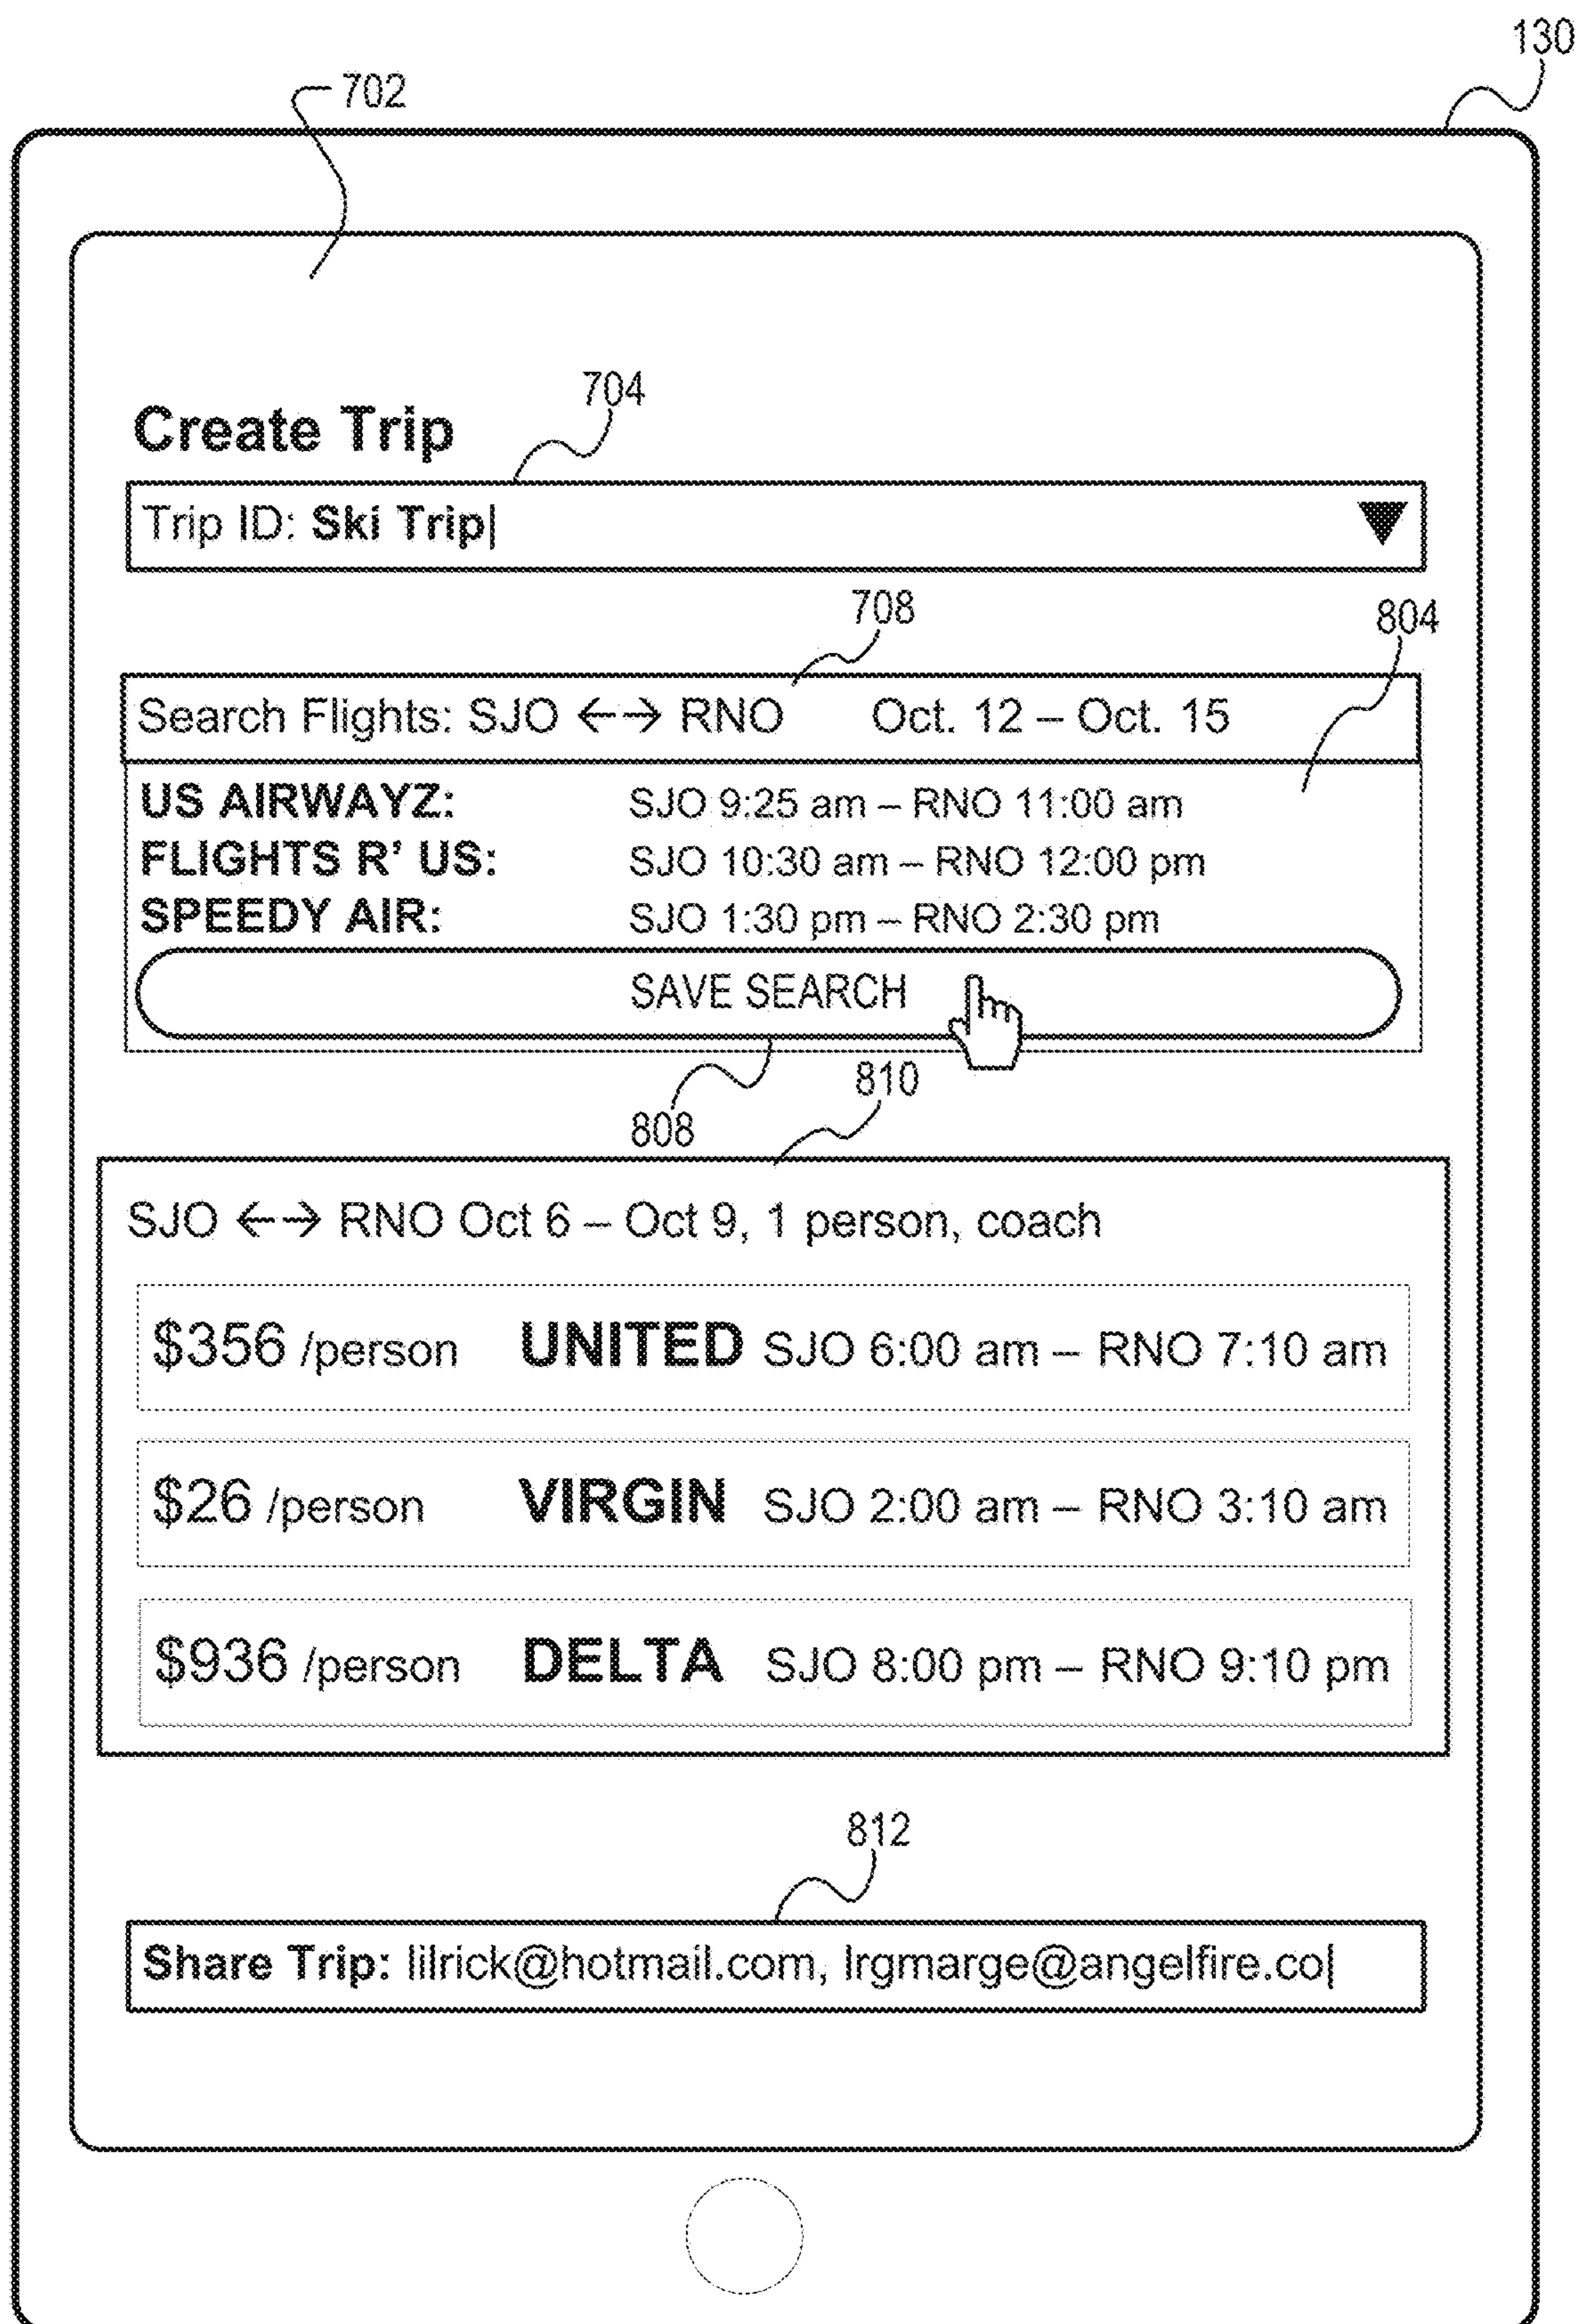 130
702
704
Create Trip
Trip ID: Ski Trip|
708
804
Search Flights: SJO ←→ RNO Oct. 12 – Oct. 15
US AIRWAYZ: SJO 9:25 am – RNO 11:00 am
FLIGHTS R' US: SJO 10:30 am – RNO 12:00 pm
SPEEDY AIR: SJO 1:30 pm – RNO 2:30 pm
SAVE SEARCH
810
808
SJO ←→ RNO Oct 6 – Oct 9, 1 person, coach
$356 /person UNITED SJO 6:00 am – RNO 7:10 am
$26 /person VIRGIN SJO 2:00 am – RNO 3:10 am
$936 /person DELTA SJO 8:00 pm – RNO 9:10 pm
812
Share Trip: lilrick@hotmail.com, lrgmarge@angelfire.co|